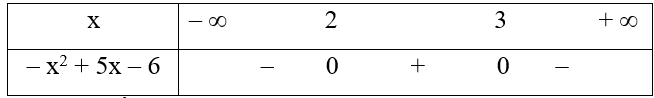 x – ∞ 2 3 + ∞
– x² + 5x – 6 – 0 + 0 –